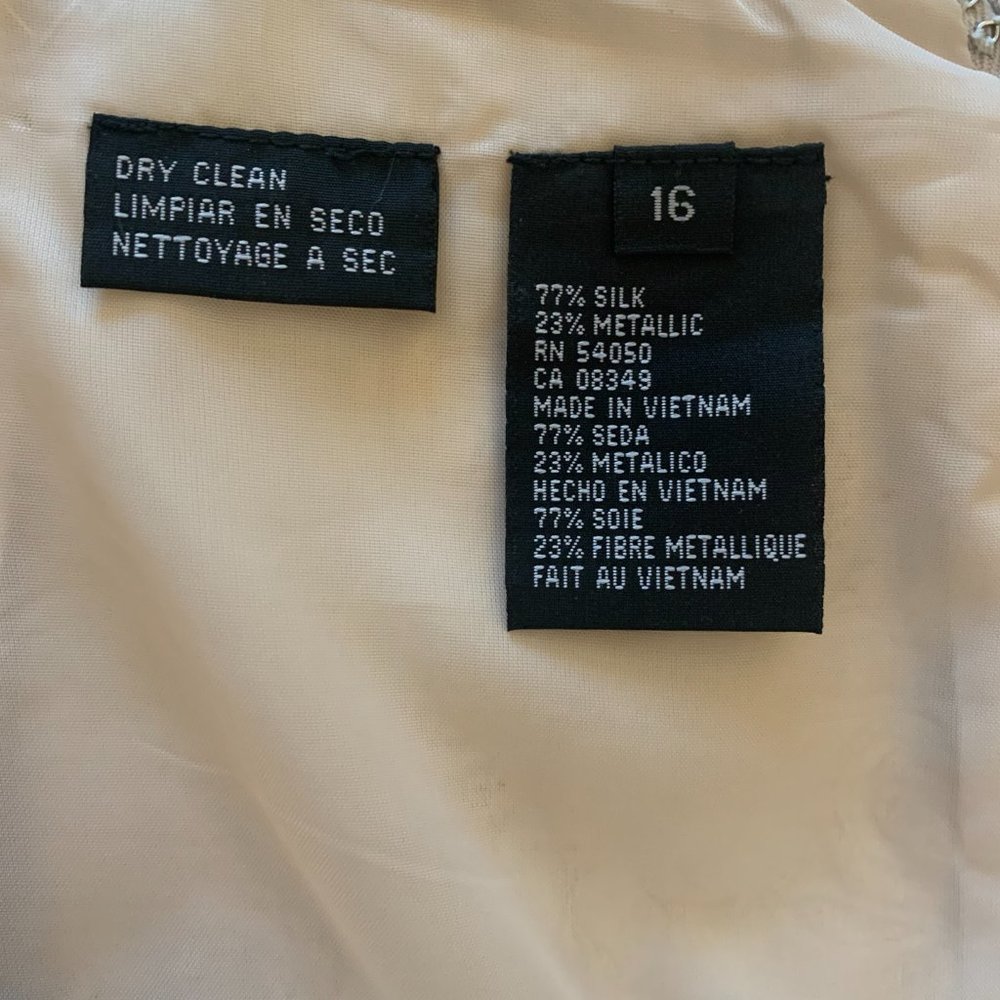 DRY CLEAN
LIMPIAR EN SECO
NETTOYAGE A SEC
16
77% SILK
23% METALLIC
RN 54050
CA 08349
MADE IN VIETNAM
77% SEDA
23% METALICO
HECHO EN VIETNAM
77% SOIE
23% FIBRE METALLIQUE
FAIT AU VIETNAM